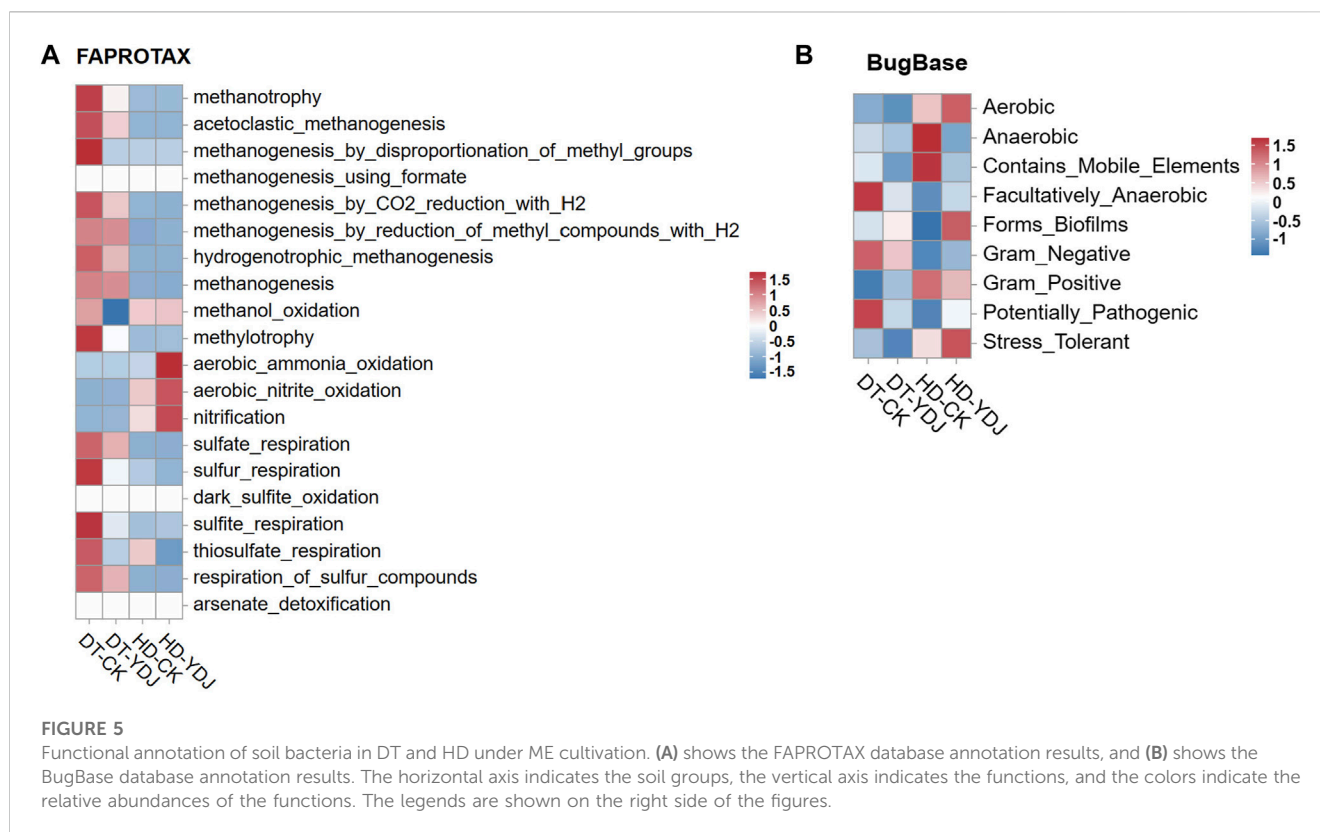 A FAPROTAX
methanotrophy
acetoclastic_methanogenesis
methanogenesis_by_disproportionation_of_methyl_groups
methanogenesis_using_formate
methanogenesis_by_CO2_reduction_with_H2
methanogenesis_by_reduction_of_methyl_compounds_with_H2
hydrogenotrophic_methanogenesis
methanogenesis
methanol_oxidation
methylotrophy
aerobic_ammonia_oxidation
aerobic_nitrite_oxidation
nitrification
sulfate_respiration
sulfur_respiration
dark_sulfite_oxidation
sulfite_respiration
thiosulfate_respiration
respiration_of_sulfur_compounds
arsenate_detoxification
DT-CK
DT-YDJ
HD-CK
HD-YDJ
1.5
1
0.5
0
-0.5
-1
-1.5
B BugBase
Aerobic
Anaerobic
Contains_Mobile_Elements
Facultatively_Anaerobic
Forms_Biofilms
Gram_Negative
Gram_Positive
Potentially_Pathogenic
Stress_Tolerant
DT-CK
DT-YDJ
HD-CK
HD-YDJ
1.5
1
0.5
0
-0.5
-1
FIGURE 5
Functional annotation of soil bacteria in DT and HD under ME cultivation. (A) shows the FAPROTAX database annotation results, and (B) shows the
BugBase database annotation results. The horizontal axis indicates the soil groups, the vertical axis indicates the functions, and the colors indicate the
relative abundances of the functions. The legends are shown on the right side of the figures.